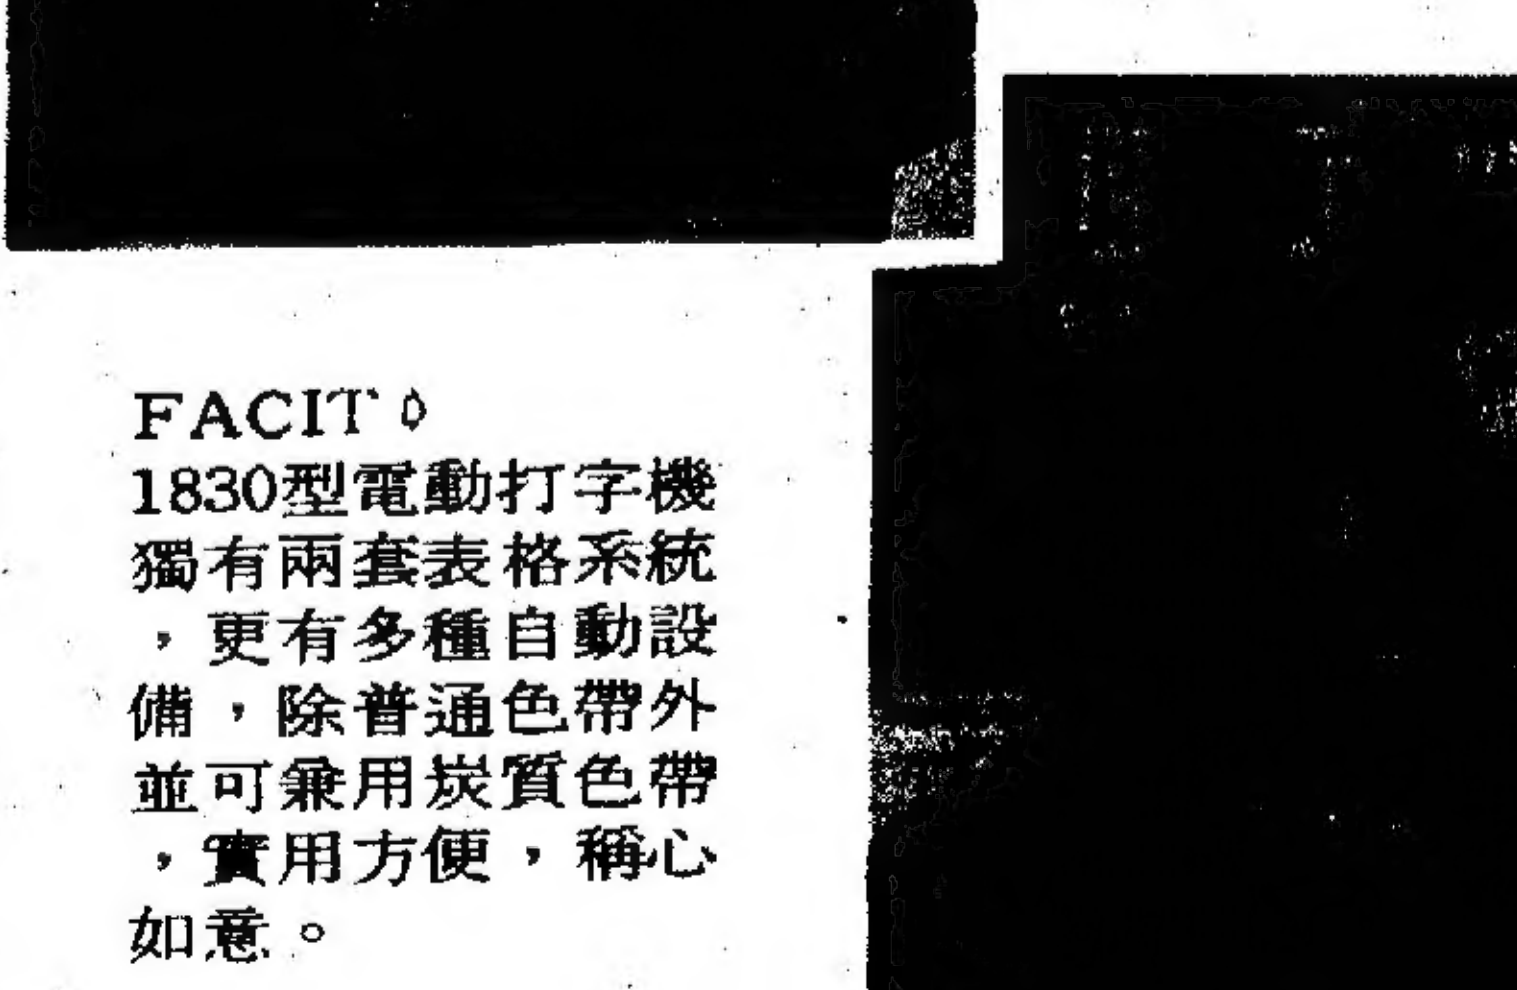 FACIT
1830型電動打字機
獨有兩套表格系統
，更有多種自動設
備，除普通色帶外
並可兼用炭質色帶
，實用方便，稱心
如意。